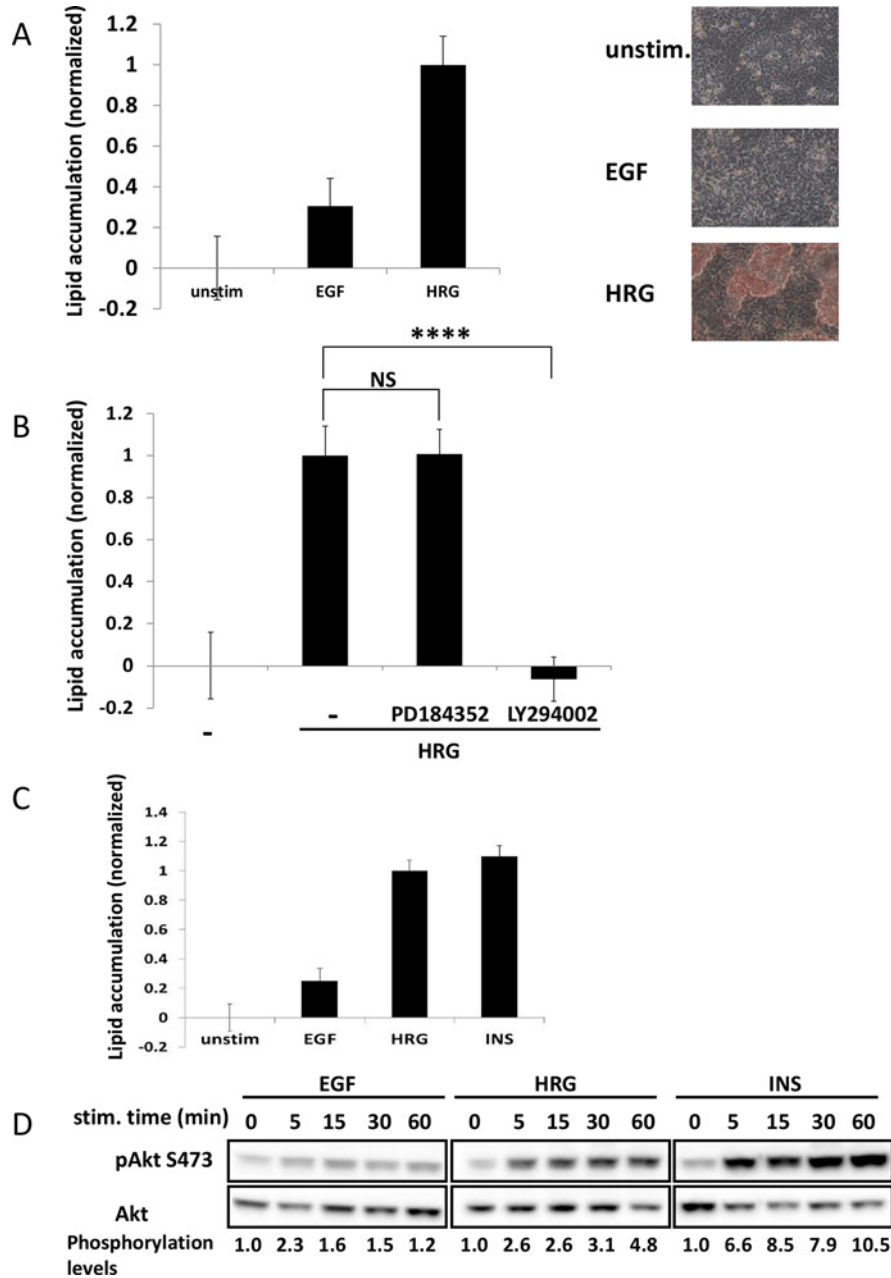 A
Lipid accumulation (normalized)
1.2
1
0.8
0.6
0.4
0.2
0
-0.2
unstim
EGF
HRG
unstim.
EGF
HRG
B
Lipid accumulation (normalized)
****
NS
1.2
1
0.8
0.6
0.4
0.2
0
-0.2
- - PD184352 LY294002
HRG
C
Lipid accumulation (normalized)
1.4
1.2
1
0.8
0.6
0.4
0.2
0
-0.2
unstim EGF HRG INS
D
EGF HRG INS
stim. time (min) 0 5 15 30 60 0 5 15 30 60 0 5 15 30 60
pAkt S473
Akt
Phosphorylation levels 1.0 2.3 1.6 1.5 1.2 1.0 2.6 2.6 3.1 4.8 1.0 6.6 8.5 7.9 10.5